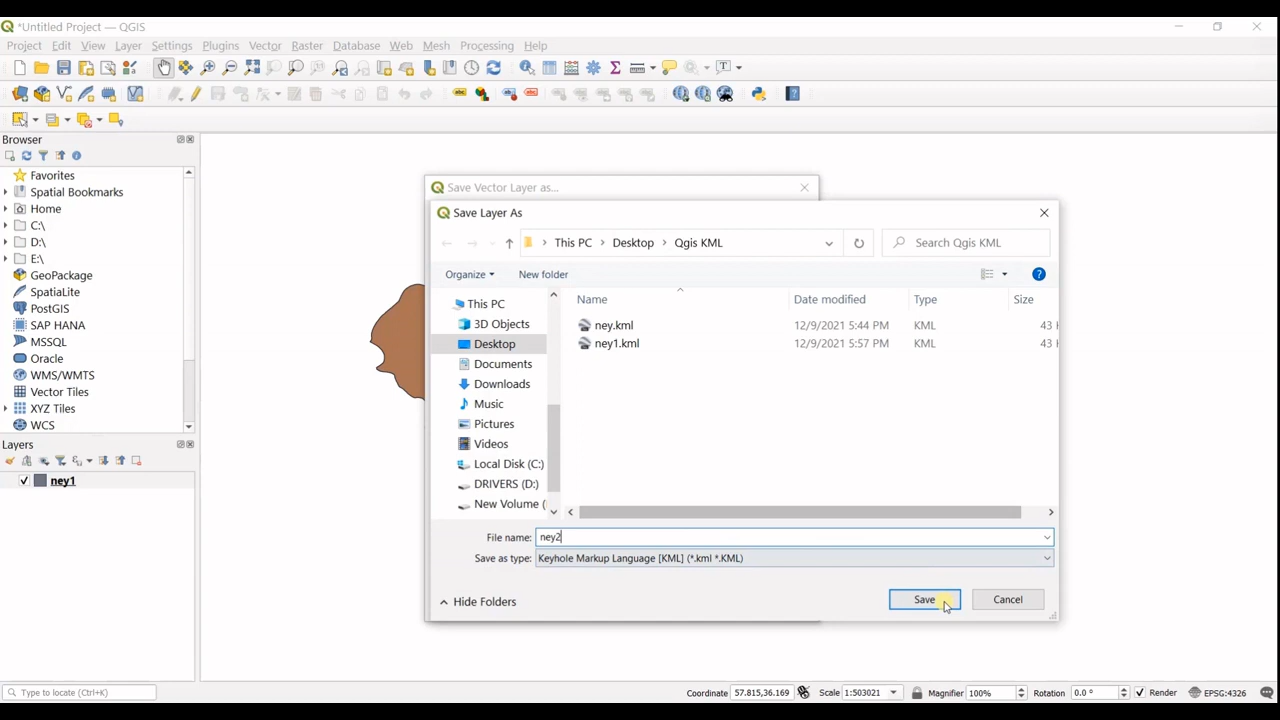 *Untitled Project — QGIS
Project Edit View Layer Settings Plugins Vector Raster Database Web Mesh Processing Help
Browser
Favorites
Spatial Bookmarks
Home
C:\
D:\
E:\
GeoPackage
SpatiaLite
PostGIS
SAP HANA
MSSQL
Oracle
WMS/WMTS
Vector Tiles
XYZ Tiles
WCS
Layers
ney1
Save Vector Layer as...
Save Layer As
This PC > Desktop > Qgis KML
Search Qgis KML
Organize New folder
This PC
3D Objects
Desktop
Documents
Downloads
Music
Pictures
Videos
Local Disk (C:)
DRIVERS (D:)
New Volume (
Name Date modified Type Size
ney.kml 12/9/2021 5:44 PM KML 43
ney1.kml 12/9/2021 5:57 PM KML 43
File name: ney2
Save as type: Keyhole Markup Language [KML] (*.kml *.KML)
Hide Folders
Save Cancel
Type to locate (Ctrl+K)
Coordinate 57.815,36.169 Scale 1:503021 Magnifier 100% Rotation 0.0 ° Render EPSG:4326